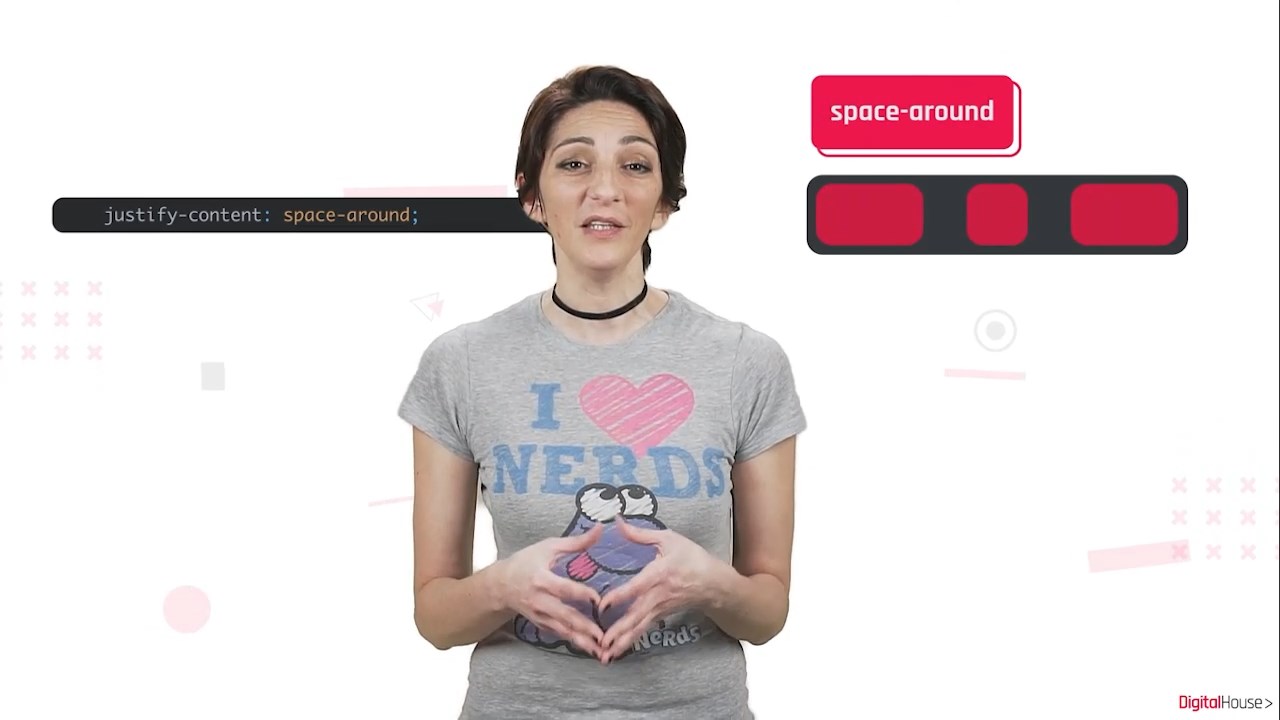 space-around
justify-content: space-around;
I
NERDS
NeRds
DigitalHouse >